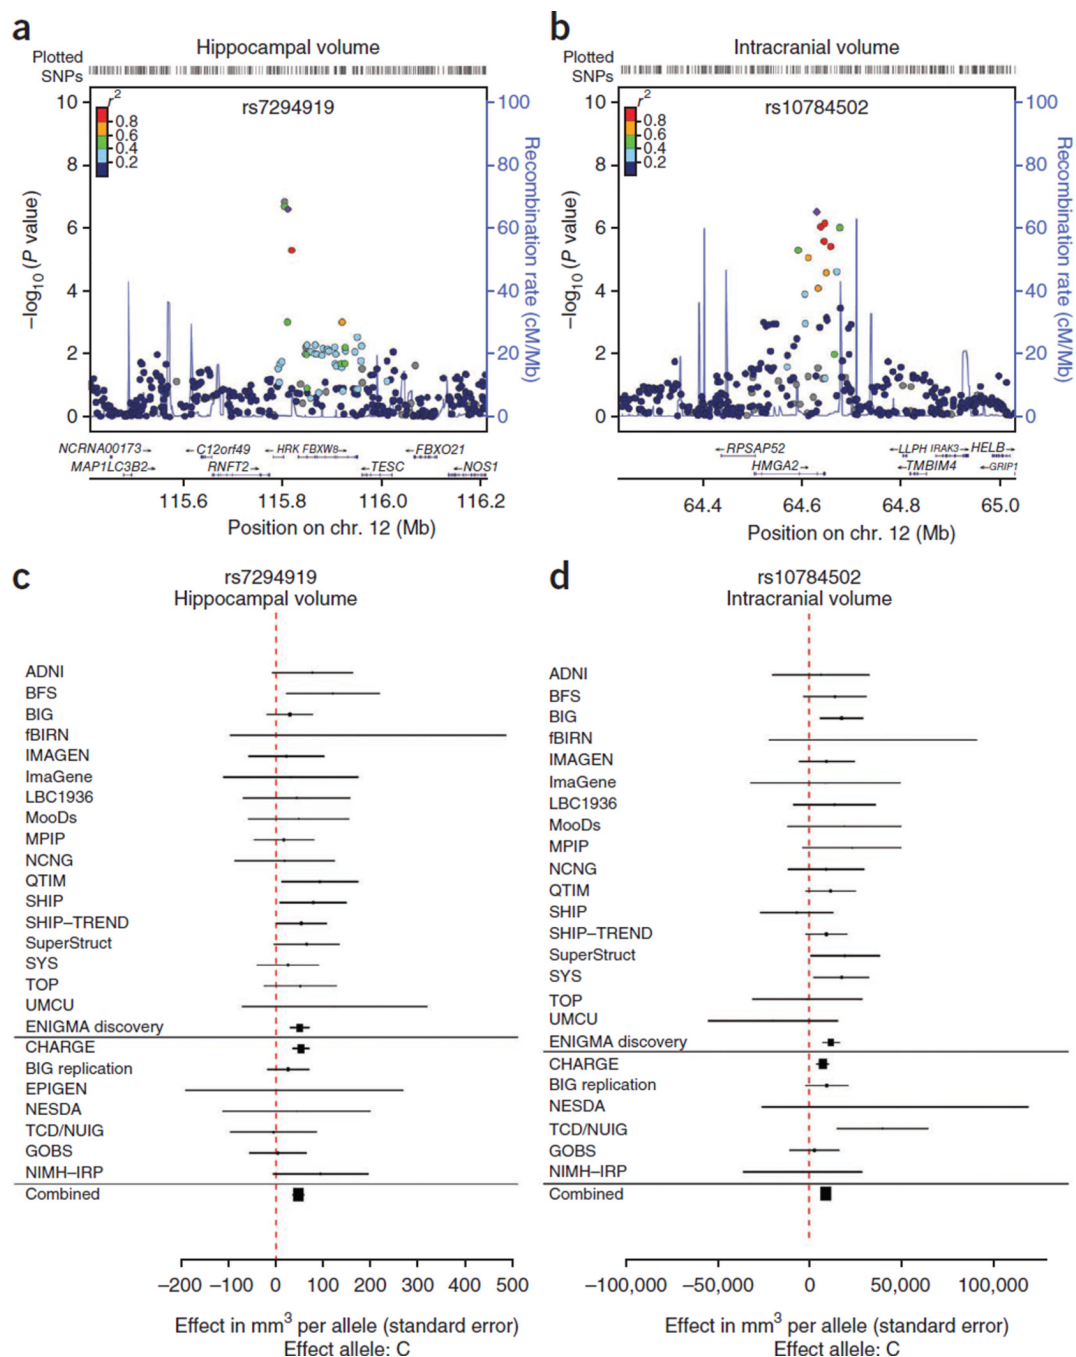 a
Hippocampal volume
Plotted
SNPs
rs7294919
r2
0.8
0.6
0.4
0.2
10
8
6
4
2
0
–log10 (P value)
100
80
60
40
20
0
Recombination rate (cM/Mb)
NCRNA00173→ ←C12orf49 HRK FBXW8→ ←FBXO21
MAP1LC3B2→ RNFT2→ ←TESC ←NOS1
115.6 115.8 116.0 116.2
Position on chr. 12 (Mb)
b
Intracranial volume
Plotted
SNPs
rs10784502
r2
0.8
0.6
0.4
0.2
10
8
6
4
2
0
–log10 (P value)
100
80
60
40
20
0
Recombination rate (cM/Mb)
←RPSAP52 ←LLPH IRAK3→ HELB→
HMGA2→ ←TMBIM4 ←GRIP1
64.4 64.6 64.8 65.0
Position on chr. 12 (Mb)
c
rs7294919
Hippocampal volume
ADNI
BFS
BIG
fBIRN
IMAGEN
ImaGene
LBC1936
MooDs
MPIP
NCNG
QTIM
SHIP
SHIP–TREND
SuperStruct
SYS
TOP
UMCU
ENIGMA discovery
CHARGE
BIG replication
EPIGEN
NESDA
TCD/NUIG
GOBS
NIMH–IRP
Combined
–200 –100 0 100 200 300 400 500
Effect in mm3 per allele (standard error)
Effect allele: C
d
rs10784502
Intracranial volume
ADNI
BFS
BIG
fBIRN
IMAGEN
ImaGene
LBC1936
MooDs
MPIP
NCNG
QTIM
SHIP
SHIP–TREND
SuperStruct
SYS
TOP
UMCU
ENIGMA discovery
CHARGE
BIG replication
NESDA
TCD/NUIG
GOBS
NIMH–IRP
Combined
–100,000 –50,000 0 50,000 100,000
Effect in mm3 per allele (standard error)
Effect allele: C